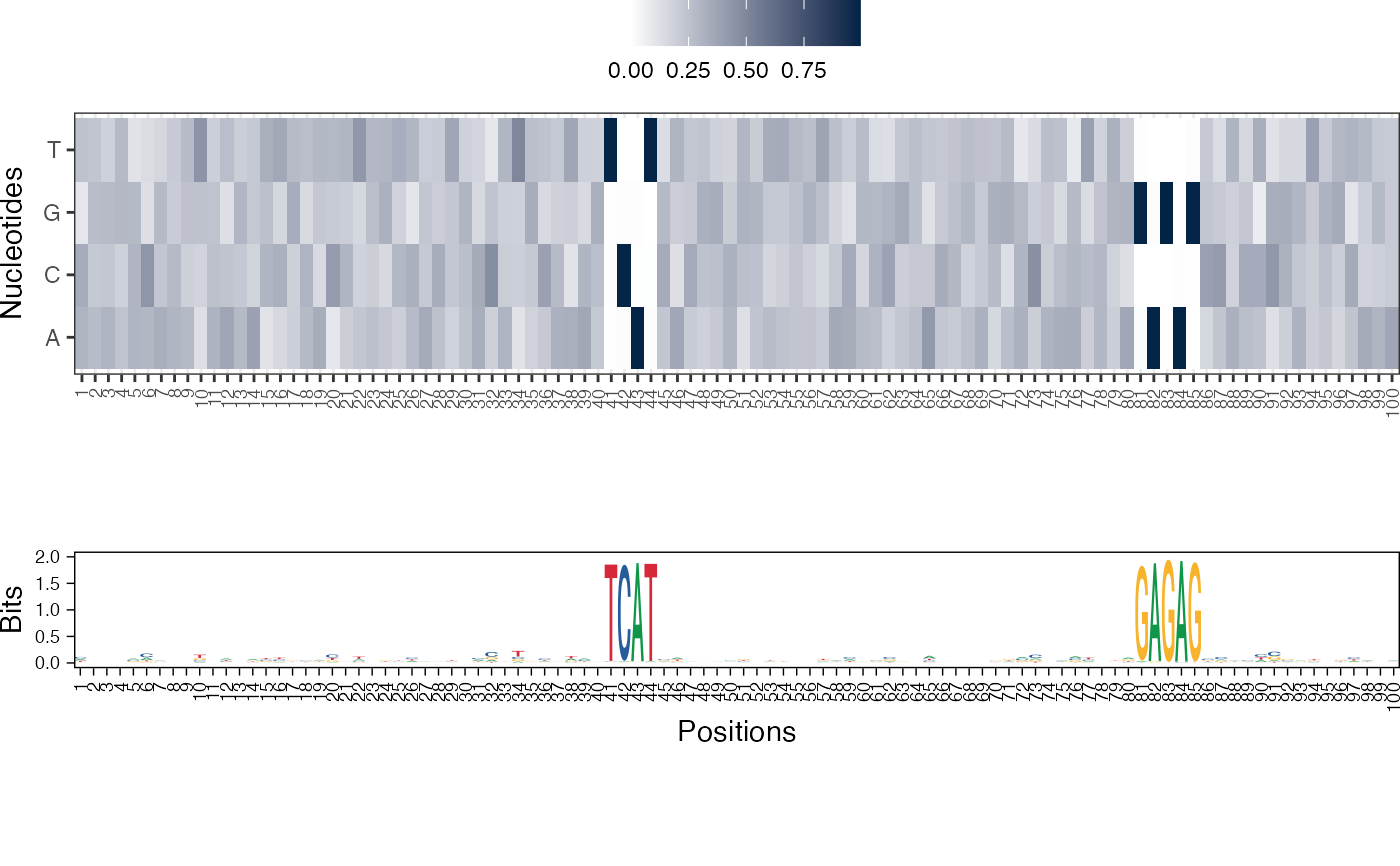 0.00 0.25 0.50 0.75
Nucleotides
T
G
C
A
1 2 3 4 5 6 7 8 9 10 11 12 13 14 15 16 17 18 19 20 21 22 23 24 25 26 27 28 29 30 31 32 33 34 35 36 37 38 39 40 41 42 43 44 45 46 47 48 49 50 51 52 53 54 55 56 57 58 59 60 61 62 63 64 65 66 67 68 69 70 71 72 73 74 75 76 77 78 79 80 81 82 83 84 85 86 87 88 89 90 91 92 93 94 95 96 97 98 99 100
Bits
2.0
1.5
1.0
0.5
0.0
TCAT GAGAG
1 2 3 4 5 6 7 8 9 10 11 12 13 14 15 16 17 18 19 20 21 22 23 24 25 26 27 28 29 30 31 32 33 34 35 36 37 38 39 40 41 42 43 44 45 46 47 48 49 50 51 52 53 54 55 56 57 58 59 60 61 62 63 64 65 66 67 68 69 70 71 72 73 74 75 76 77 78 79 80 81 82 83 84 85 86 87 88 89 90 91 92 93 94 95 96 97 98 99 100
Positions